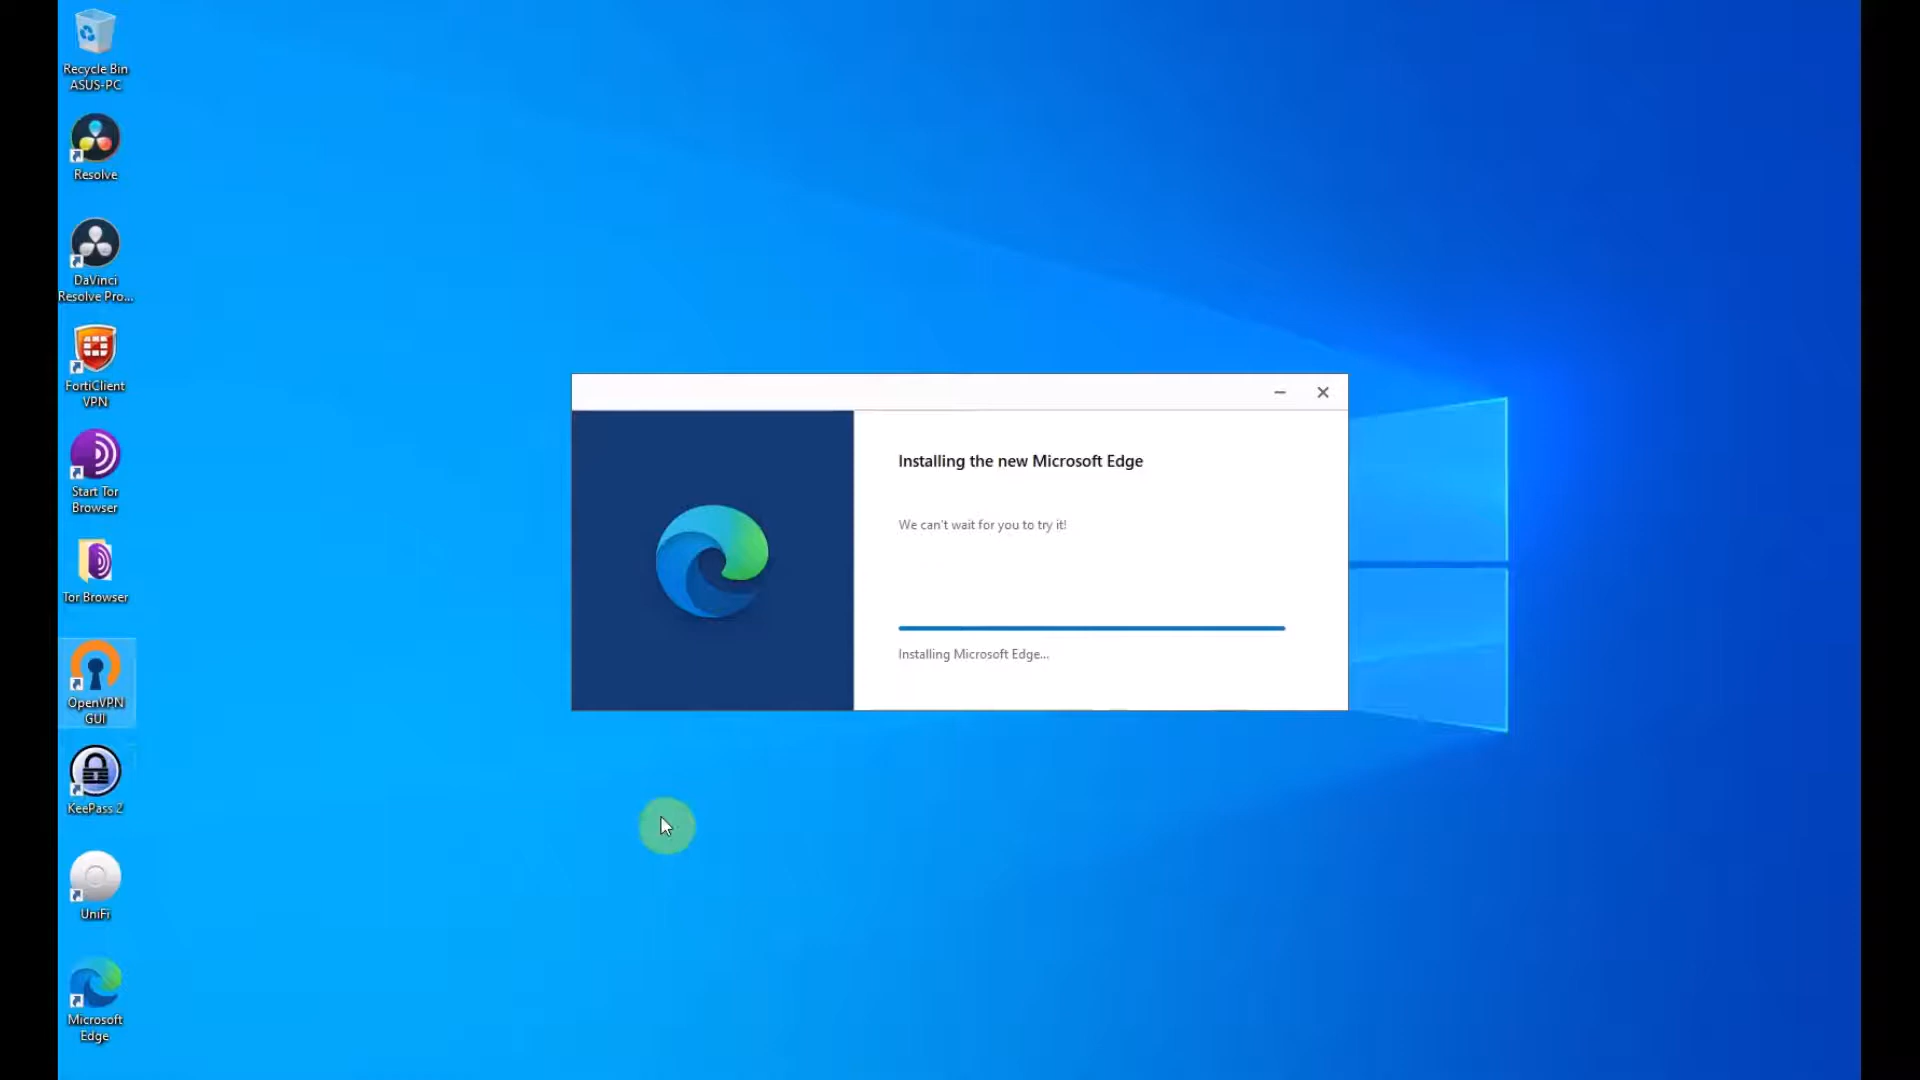 Recycle Bin
ASUS-PC
Resolve
DaVinci
Resolve Pro...
FortiClient
VPN
Start Tor
Browser
Tor Browser
OpenVPN
GUI
KeePass 2
UniFi
Microsoft
Edge
Installing the new Microsoft Edge
We can't wait for you to try it!
Installing Microsoft Edge...